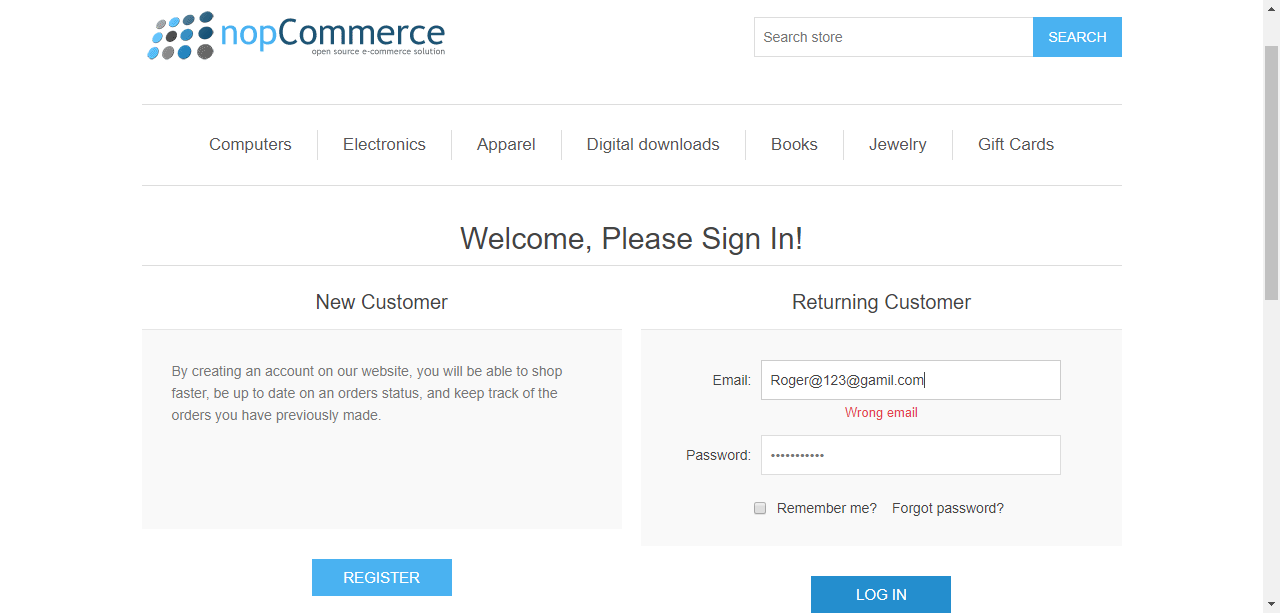 nopCommerce
open source e-commerce solution
Search store
SEARCH
Computers
Electronics
Apparel
Digital downloads
Books
Jewelry
Gift Cards
Welcome, Please Sign In!
New Customer
By creating an account on our website, you will be able to shop
faster, be up to date on an orders status, and keep track of the
orders you have previously made.
REGISTER
Returning Customer
Email: Roger@123@gamil.com
Wrong email
Password: •••••••••••
Remember me? Forgot password?
LOG IN